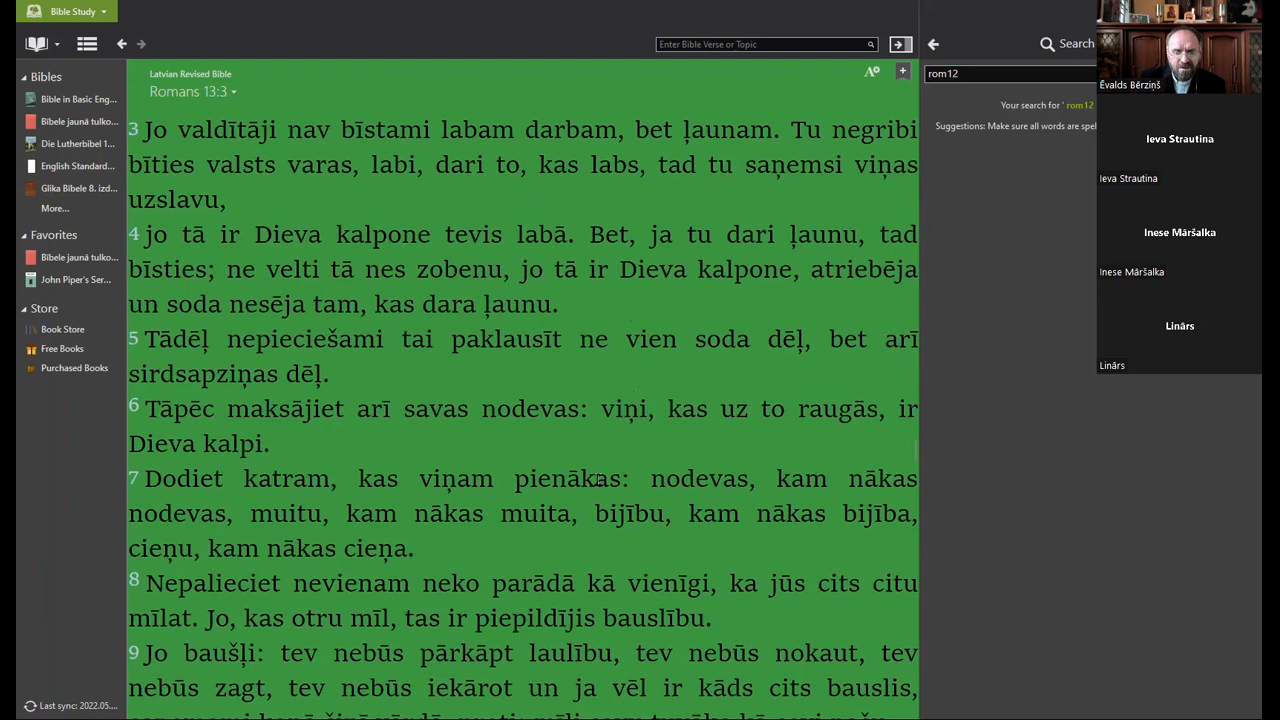 Bible Study
Enter Bible Verse or Topic
Search
Bibles
Bible in Basic Eng...
Bībele jaunā tulko...
Die Lutherbibel 1...
English Standard...
Glika Bībele 8. izd...
More...
Favorites
Bībele jaunā tulko...
John Piper's Ser...
Store
Book Store
Free Books
Purchased Books
Last sync: 2022.05....
Latvian Revised Bible
Romans 13:3
3 Jo valdītāji nav bīstami labam darbam, bet ļaunam. Tu negribi
bīties valsts varas, labi, dari to, kas labs, tad tu saņemsi viņas
uzslavu,
4 jo tā ir Dieva kalpone tevis labā. Bet, ja tu dari ļaunu, tad
bīsties; ne velti tā nes zobenu, jo tā ir Dieva kalpone, atriebēja
un soda nesēja tam, kas dara ļaunu.
5 Tādēļ nepieciešami tai paklausīt ne vien soda dēļ, bet arī
sirdsapziņas dēļ.
6 Tāpēc maksājiet arī savas nodevas: viņi, kas uz to raugās, ir
Dieva kalpi.
7 Dodiet katram, kas viņam pienākas: nodevas, kam nākas
nodevas, muitu, kam nākas muita, bijību, kam nākas bijība,
cieņu, kam nākas cieņa.
8 Nepalieciet nevienam neko parādā kā vienīgi, ka jūs cits citu
mīlat. Jo, kas otru mīl, tas ir piepildījis bauslību.
9 Jo baušļi: tev nebūs pārkāpt laulību, tev nebūs nokaut, tev
nebūs zagt, tev nebūs iekārot un ja vēl ir kāds cits bauslis,
rom12
Your search for ' rom12
Suggestions: Make sure all words are spel
Ēvalds Bērziņš
Ieva Strautina
Ieva Strautina
Inese Māršalka
Inese Māršalka
Linārs
Linārs